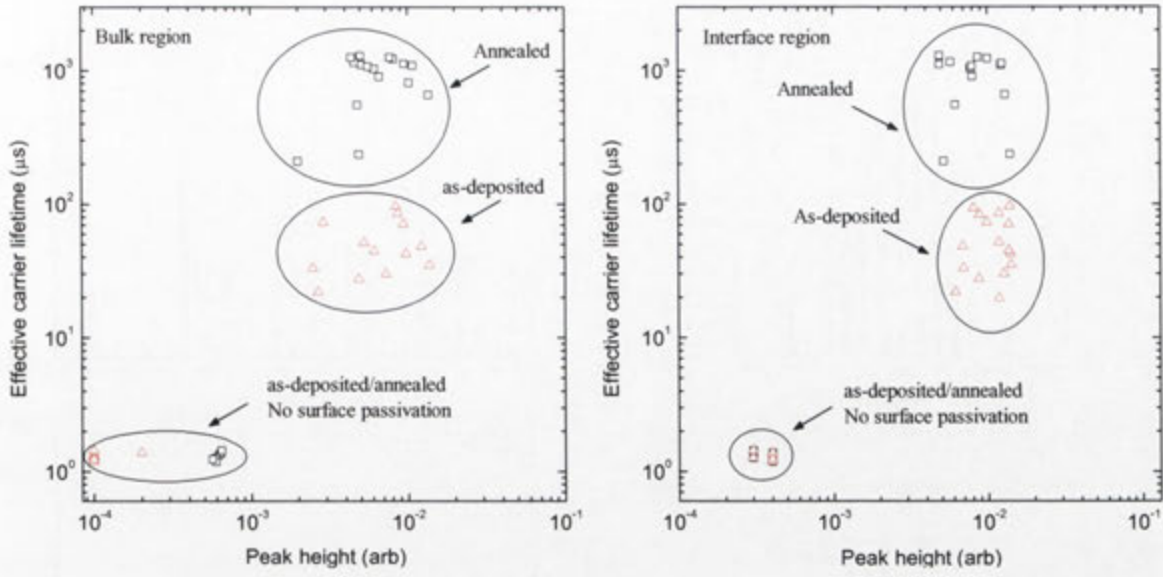 Bulk region
Annealed
as-deposited
as-deposited/annealed
No surface passivation
10³
10²
10¹
10⁰
10⁻⁴
10⁻³
10⁻²
10⁻¹
Effective carrier lifetime (μs)
Peak height (arb)
Interface region
Annealed
As-deposited
as-deposited/annealed
No surface passivation
10³
10²
10¹
10⁰
10⁻⁴
10⁻³
10⁻²
10⁻¹
Effective carrier lifetime (μs)
Peak height (arb)